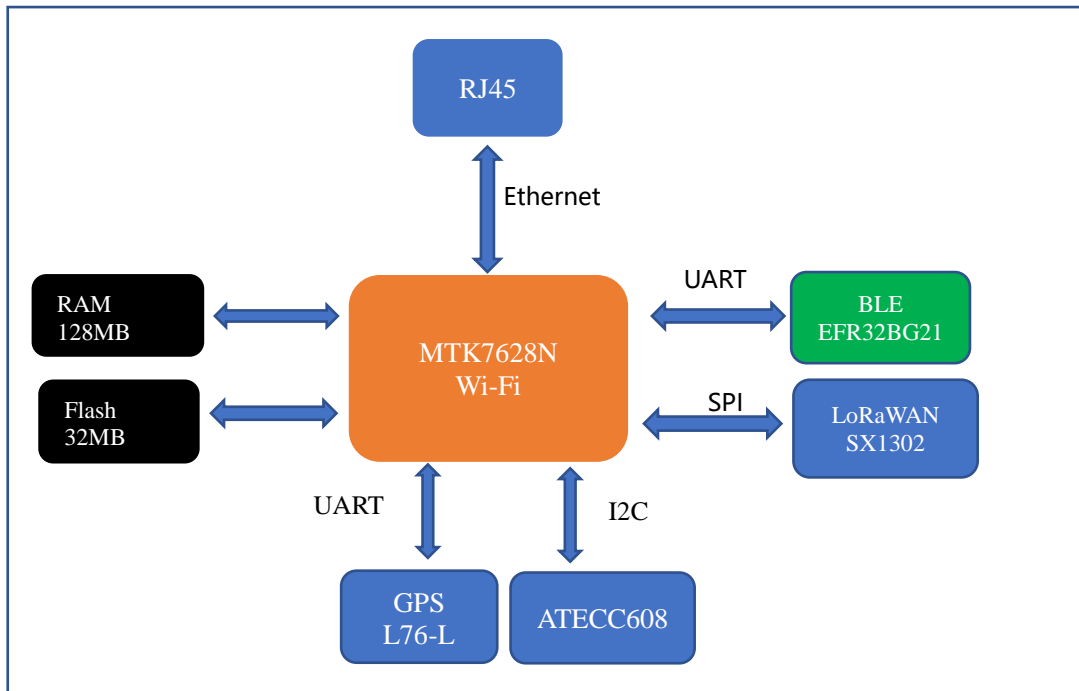 RJ45
Ethernet
RAM
128MB
Flash
32MB
MTK7628N
Wi-Fi
UART
BLE
EFR32BG21
SPI
LoRaWAN
SX1302
UART
I2C
GPS
L76-L
ATECC608